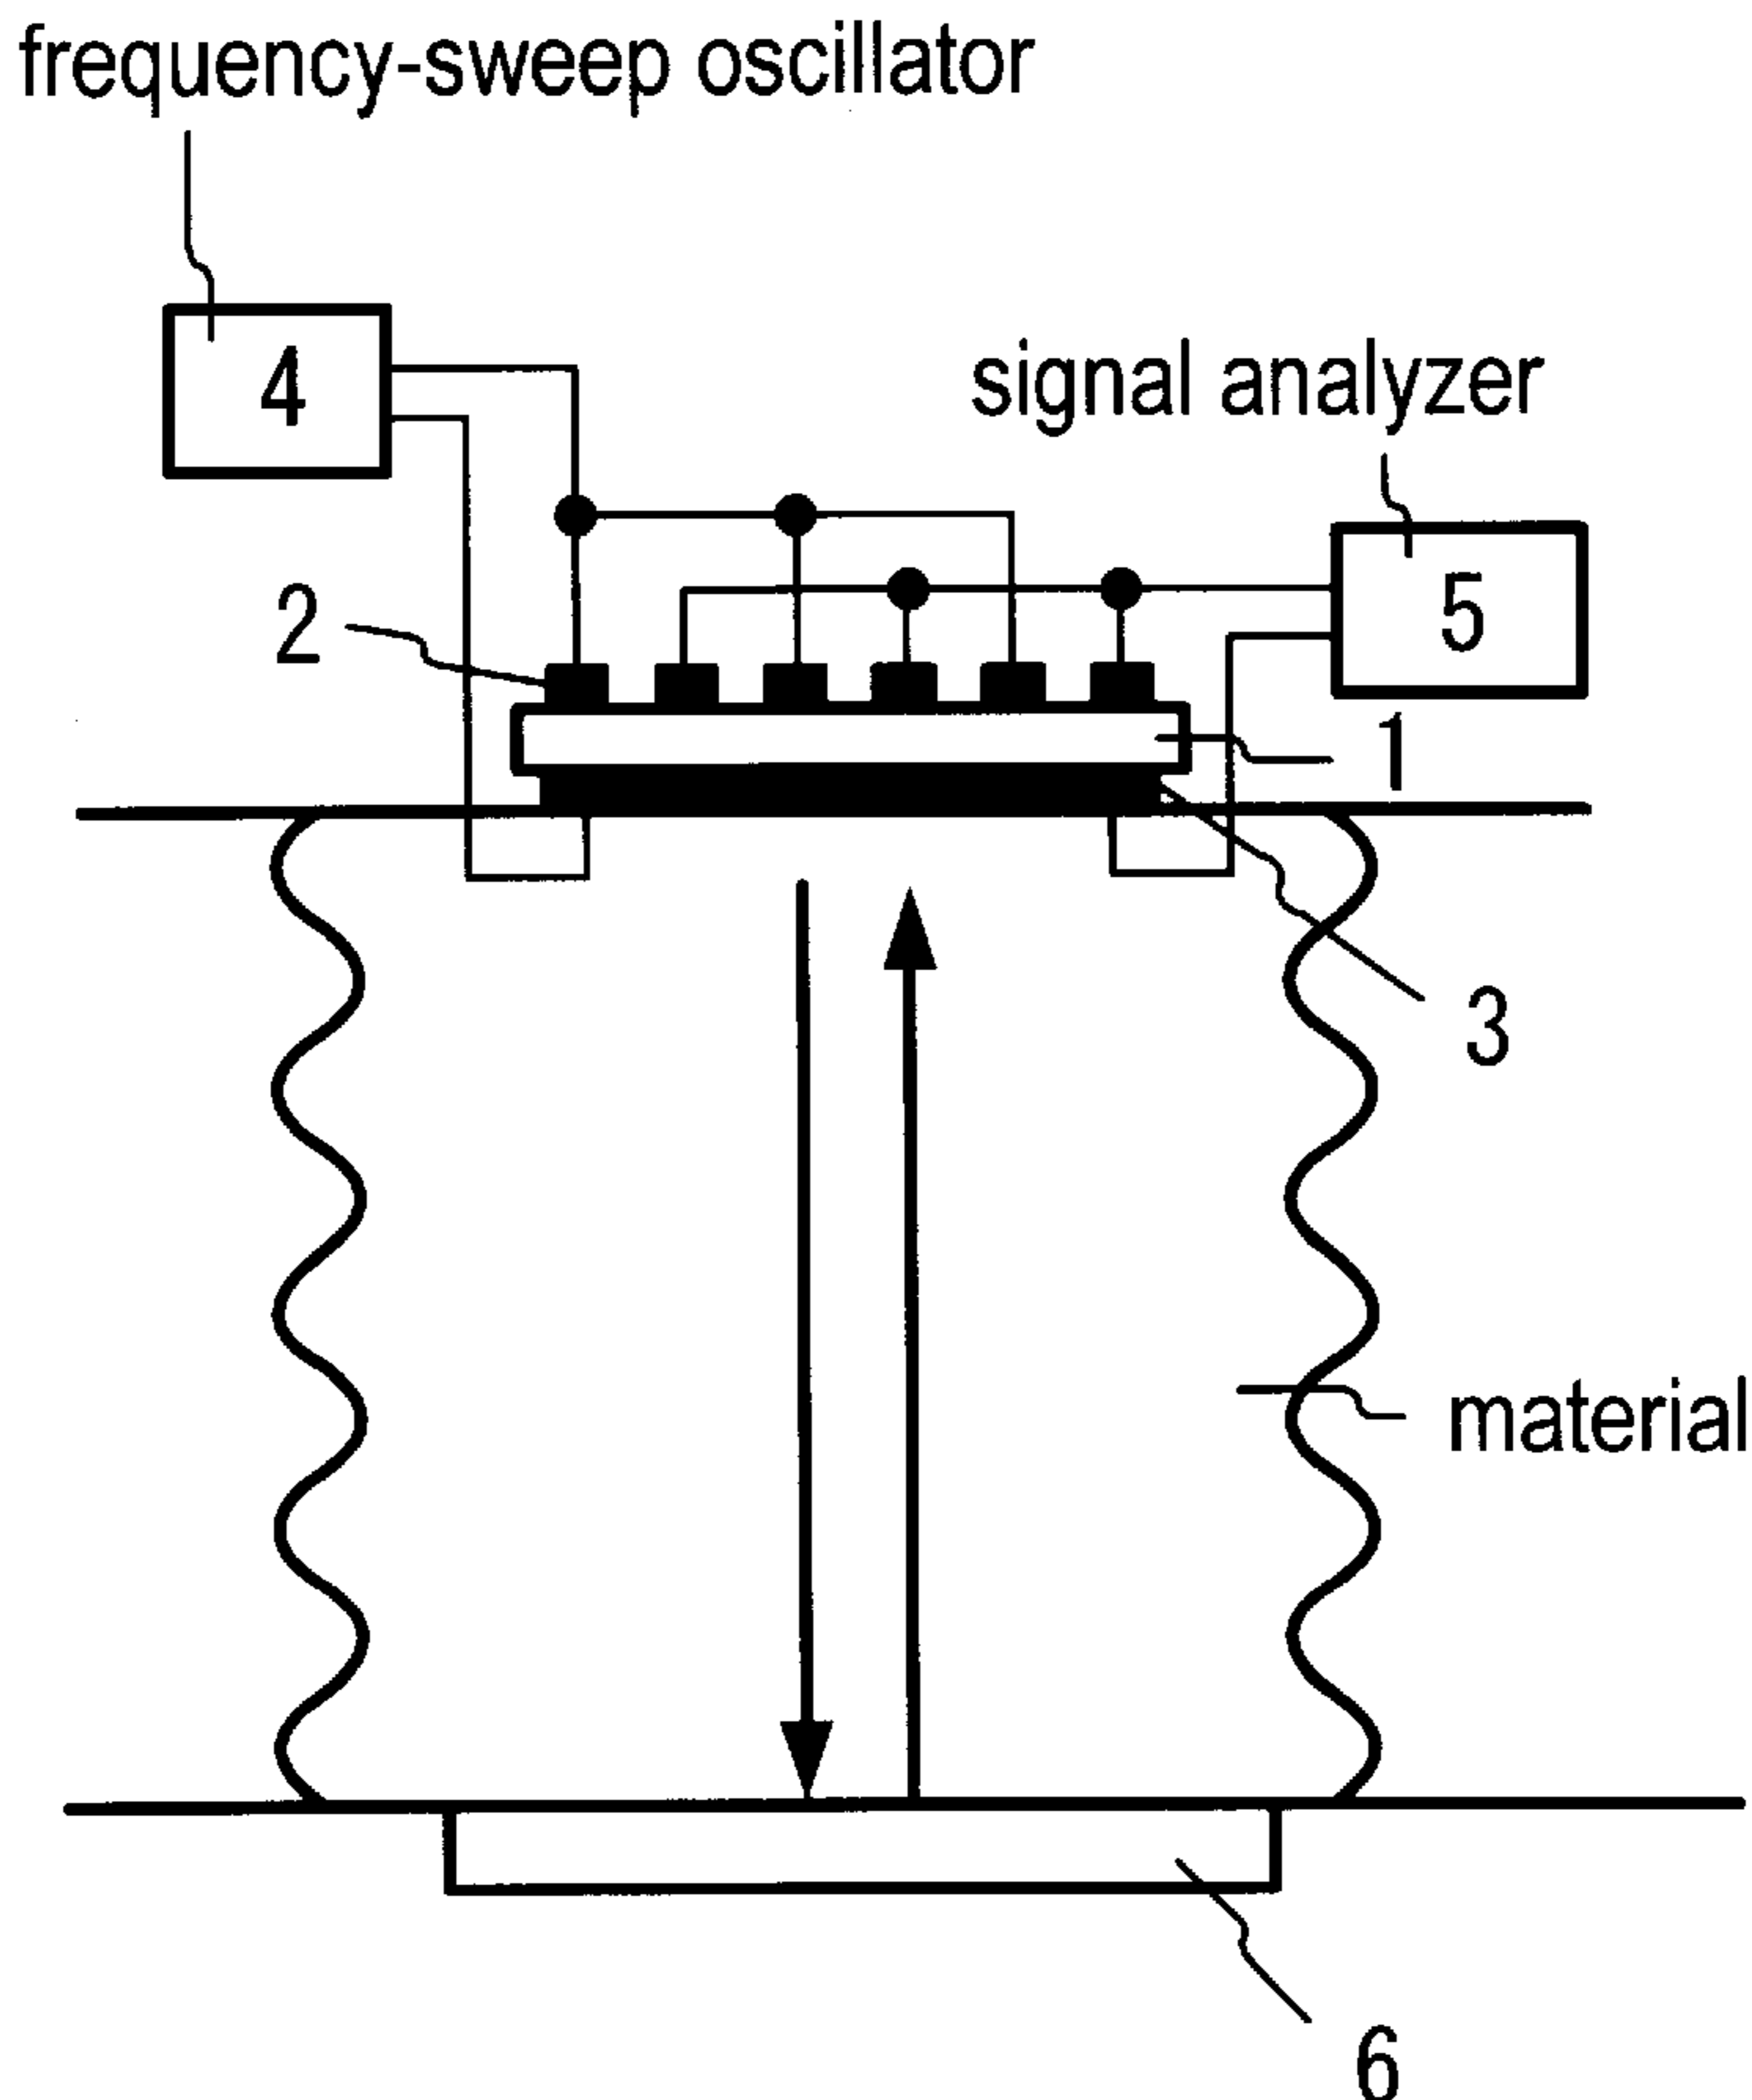 frequency-sweep oscillator
4
signal analyzer
5
2
1
3
material
6